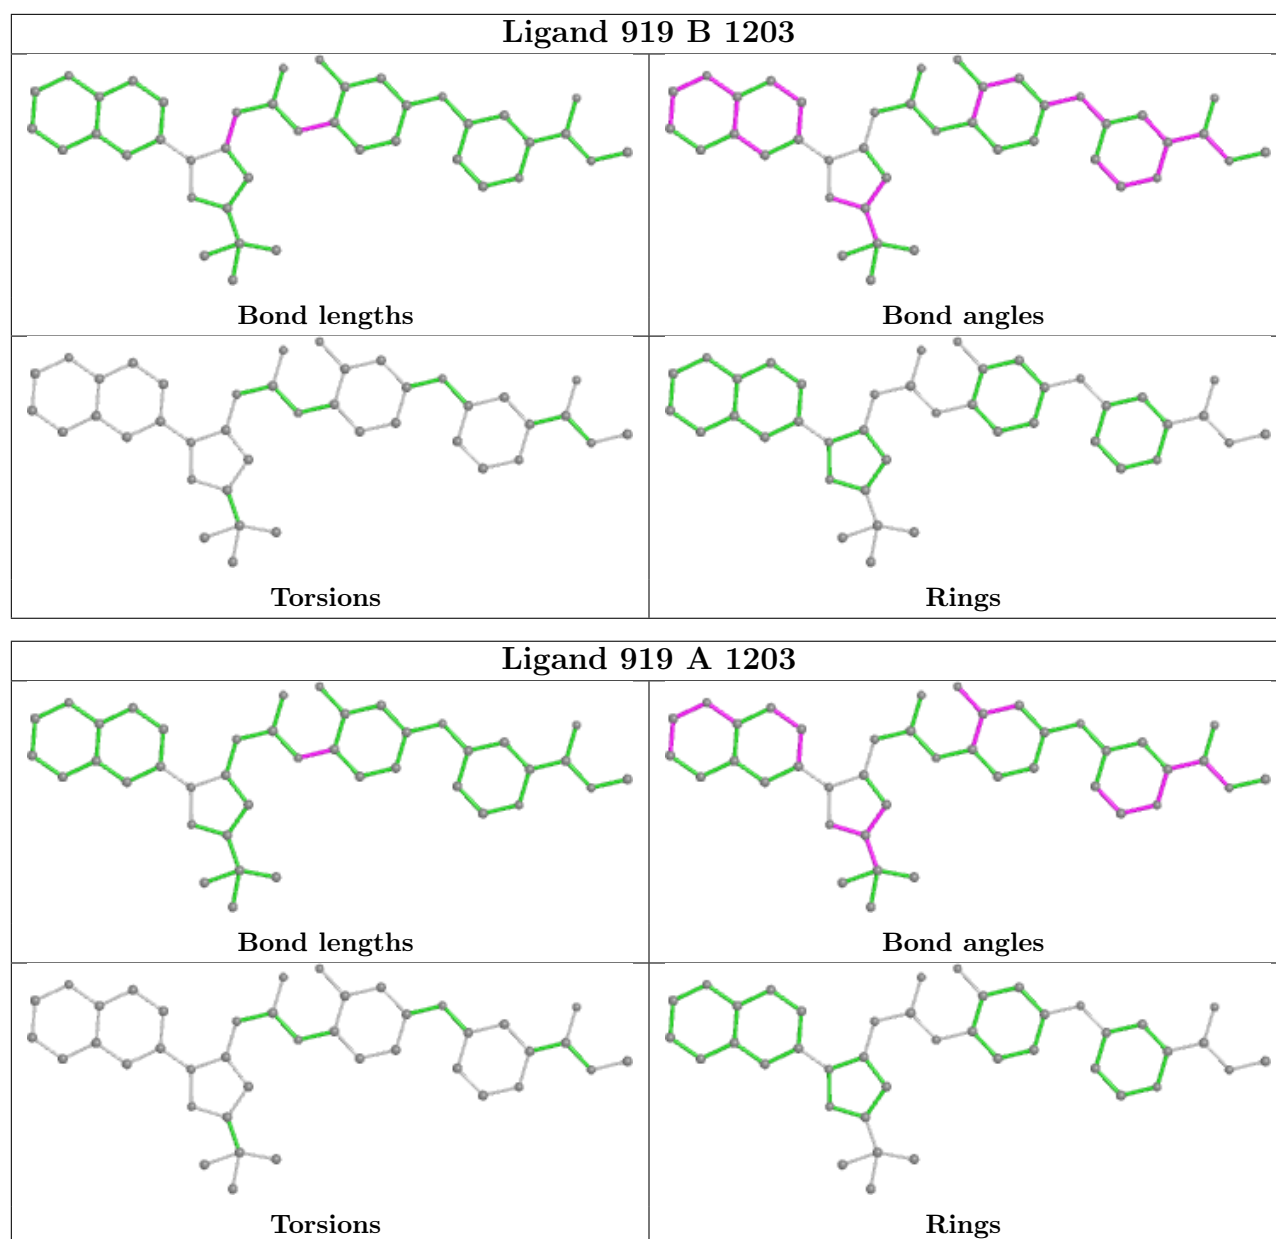 Ligand 919 B 1203
Bond lengths
Bond angles
Torsions
Rings
Ligand 919 A 1203
Bond lengths
Bond angles
Torsions
Rings